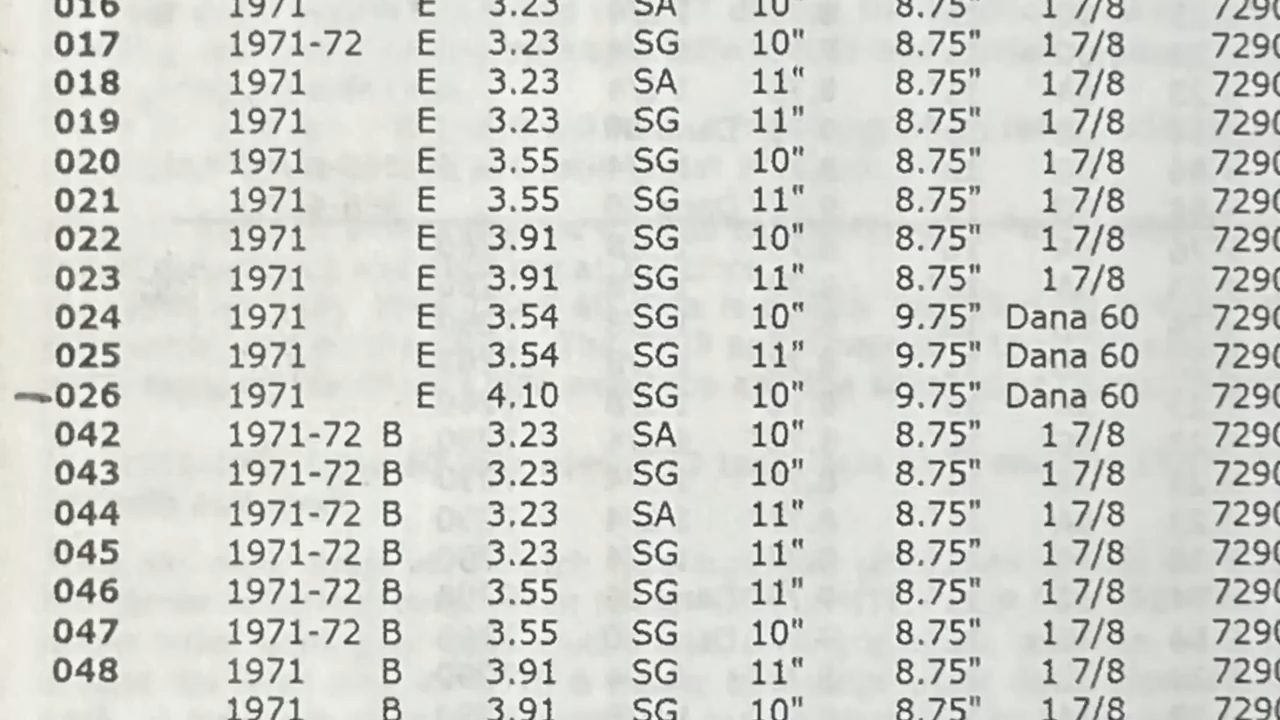 016 1971 E 3.23 SA 10" 8.75" 1 7/8 7290
017 1971-72 E 3.23 SG 10" 8.75" 1 7/8 7290
018 1971 E 3.23 SA 11" 8.75" 1 7/8 7290
019 1971 E 3.23 SG 11" 8.75" 1 7/8 7290
020 1971 E 3.55 SG 10" 8.75" 1 7/8 7290
021 1971 E 3.55 SG 11" 8.75" 1 7/8 7290
022 1971 E 3.91 SG 10" 8.75" 1 7/8 7290
023 1971 E 3.91 SG 11" 8.75" 1 7/8 7290
024 1971 E 3.54 SG 10" 9.75" Dana 60 7290
025 1971 E 3.54 SG 11" 9.75" Dana 60 7290
026 1971 E 4.10 SG 10" 9.75" Dana 60 7290
042 1971-72 B 3.23 SA 10" 8.75" 1 7/8 7290
043 1971-72 B 3.23 SG 10" 8.75" 1 7/8 7290
044 1971-72 B 3.23 SA 11" 8.75" 1 7/8 7290
045 1971-72 B 3.23 SG 11" 8.75" 1 7/8 7290
046 1971-72 B 3.55 SG 11" 8.75" 1 7/8 7290
047 1971-72 B 3.55 SG 10" 8.75" 1 7/8 7290
048 1971 B 3.91 SG 11" 8.75" 1 7/8 7290
1971 B 3.91 SG 10" 8.75" 1 7/8 7290